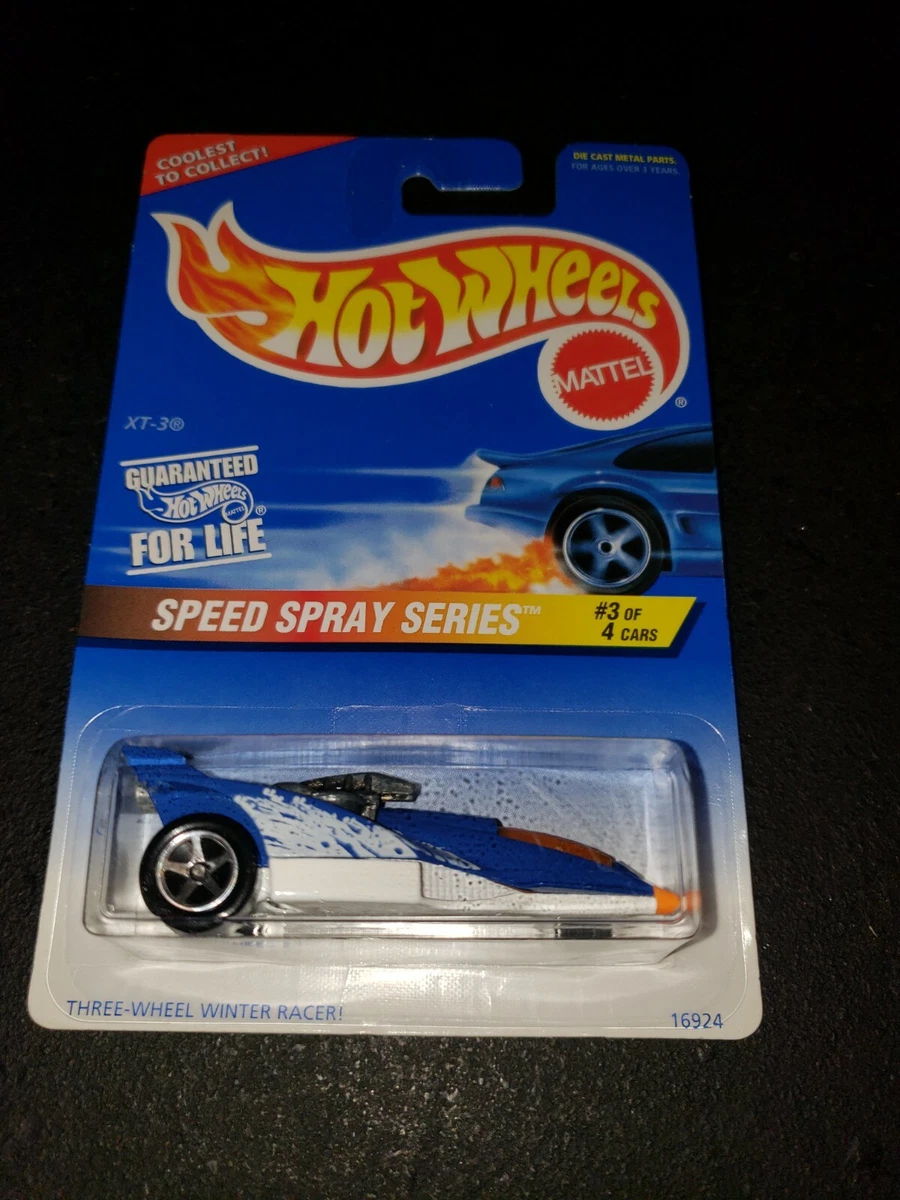 COOLEST
TO COLLECT!
DIE CAST METAL PARTS.
FOR AGES OVER 3 YEARS.
HOT WHEELS
MATTEL
®
XT-3®
GUARANTEED
HOT WHEELS
MATTEL
®
FOR LIFE
SPEED SPRAY SERIES™
#3 OF
4 CARS
THREE-WHEEL WINTER RACER!
16924